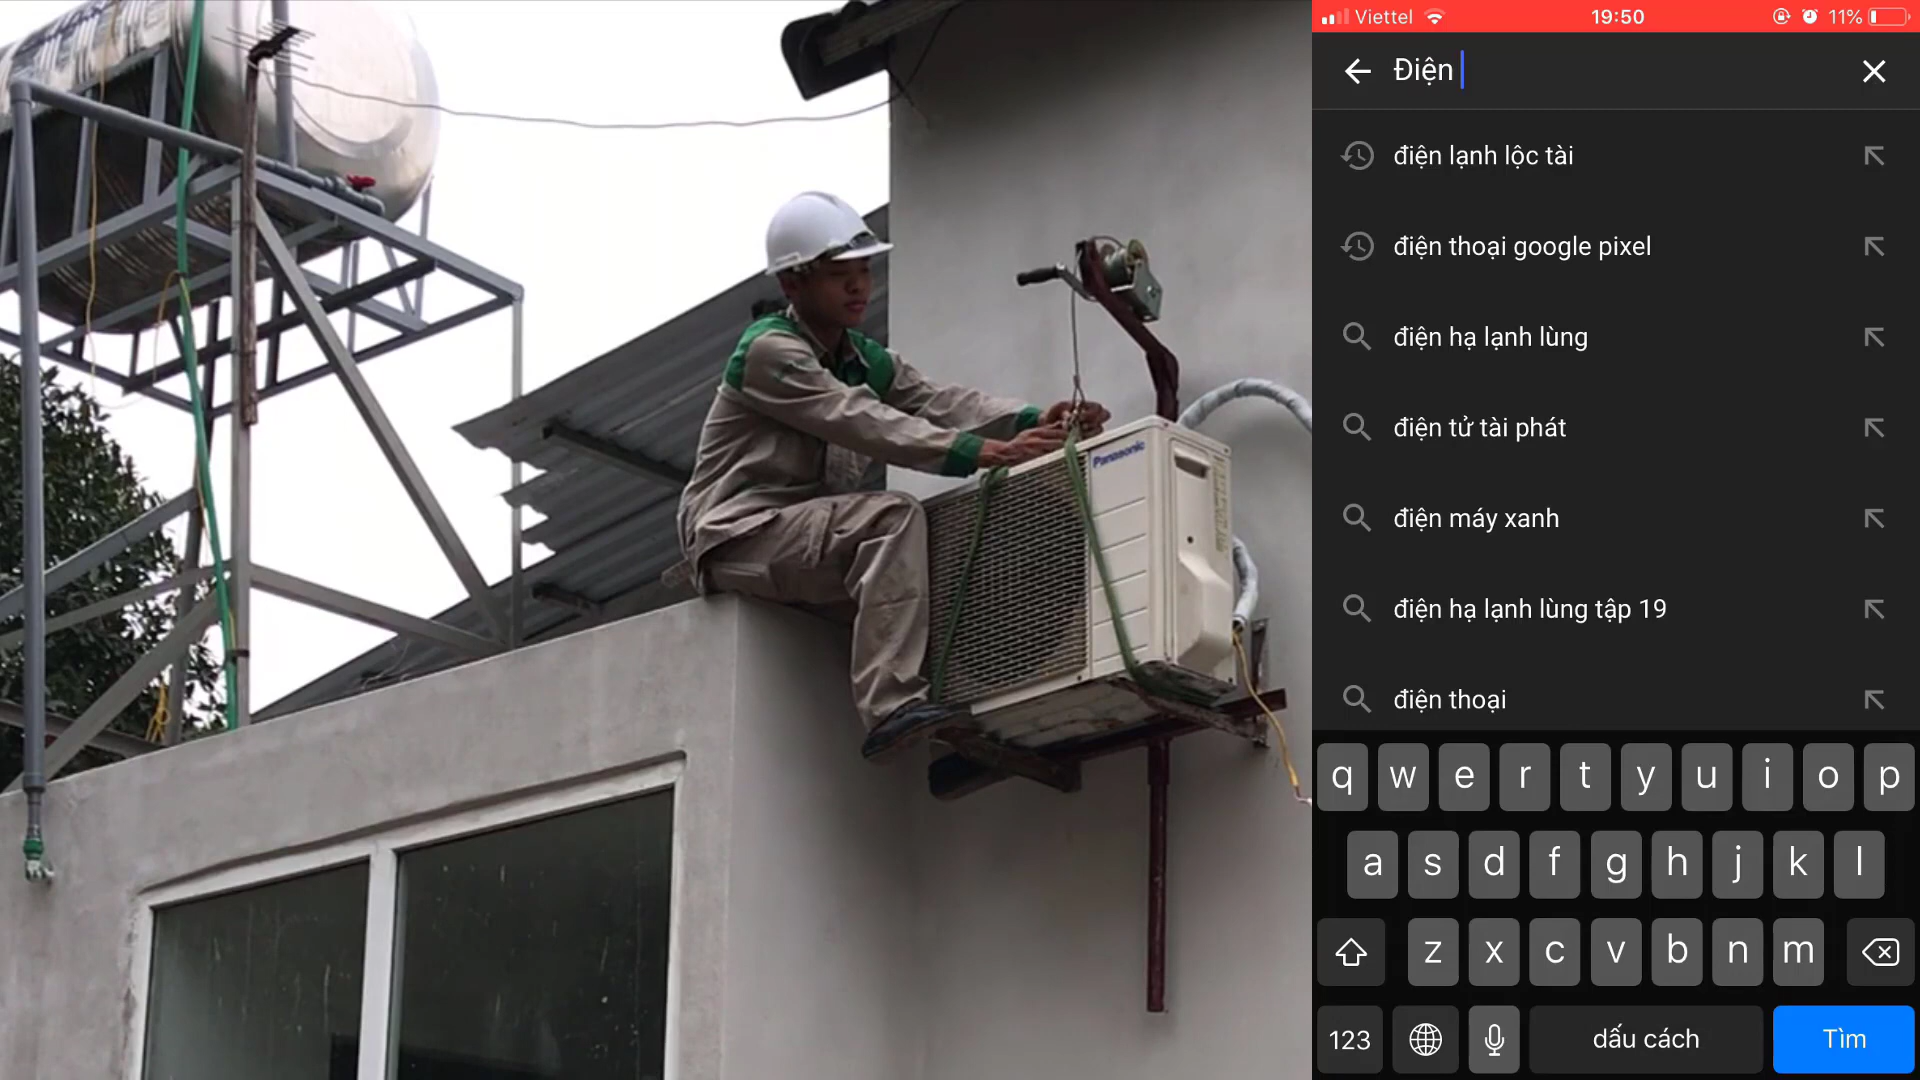 Panasonic
Viettel 19:50 11%
Điện
điện lạnh lộc tài
điện thoại google pixel
điện hạ lạnh lùng
điện tử tài phát
điện máy xanh
điện hạ lạnh lùng tập 19
điện thoại
q w e r t y u i o p
a s d f g h j k l
z x c v b n m
123 dấu cách Tìm